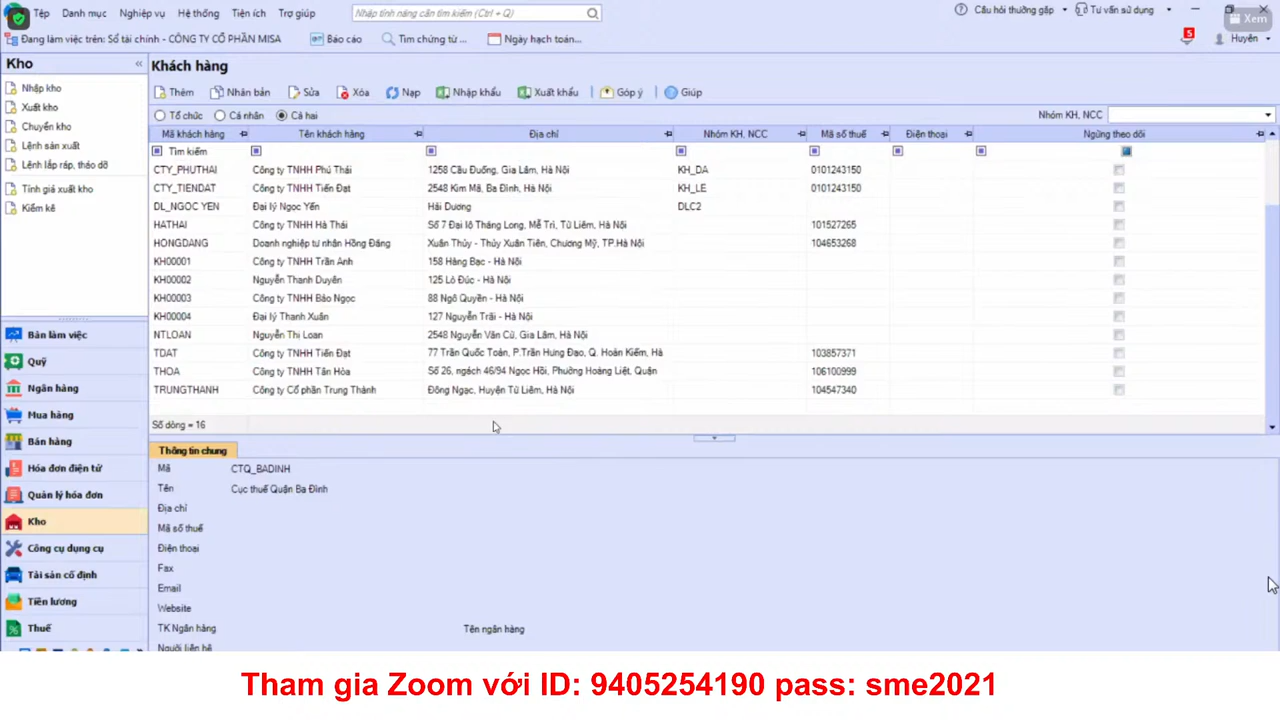 Tệp Danh mục Nghiệp vụ Hệ thống Tiện ích Trợ giúp Nhập tính năng cần tìm kiếm (Ctrl + Q) Câu hỏi thường gặp Tư vấn sử dụng
Xem
Đang làm việc trên: Sổ tài chính - CÔNG TY CỔ PHẦN MISA Báo cáo Tìm chứng từ ... Ngày hạch toán... 5 Huyên
Kho «
Nhập kho
Xuất kho
Chuyển kho
Lệnh sản xuất
Lệnh lắp ráp, tháo dỡ
Tính giá xuất kho
Kiểm kê
Bàn làm việc
Quỹ
Ngân hàng
Mua hàng
Bán hàng
Hóa đơn điện tử
Quản lý hóa đơn
Kho
Công cụ dụng cụ
Tài sản cố định
Tiền lương
Thuế
Khách hàng
Thêm Nhân bản Sửa Xóa Nạp Nhập khẩu Xuất khẩu Góp ý Giúp
Tổ chức Cá nhân Cả hai Nhóm KH, NCC
Mã khách hàng Tên khách hàng Địa chỉ Nhóm KH, NCC Mã số thuế Điện thoại Ngừng theo dõi
Tìm kiếm
CTY_PHUTHAI Công ty TNHH Phú Thái 1258 Cầu Đuống, Gia Lâm, Hà Nội KH_DA 0101243150
CTY_TIENDAT Công ty TNHH Tiến Đạt 2548 Kim Mã, Ba Đình, Hà Nội KH_LE 0101243150
DL_NGOC YEN Đại lý Ngọc Yến Hải Dương DLC2
HATHAI Công ty TNHH Hà Thái Số 7 Đại lộ Thăng Long, Mễ Trì, Từ Liêm, Hà Nội 101527265
HONGDANG Doanh nghiệp tư nhân Hồng Đăng Xuân Thủy - Thủy Xuân Tiên, Chương Mỹ, TP.Hà Nội 104653268
KH00001 Công ty TNHH Trần Anh 158 Hàng Bạc - Hà Nội
KH00002 Nguyễn Thanh Duyên 125 Lò Đúc - Hà Nội
KH00003 Công ty TNHH Bảo Ngọc 88 Ngô Quyền - Hà Nội
KH00004 Đại lý Thanh Xuân 127 Nguyễn Trãi - Hà Nội
NTLOAN Nguyễn Thị Loan 2548 Nguyễn Văn Cừ, Gia Lâm, Hà Nội
TDAT Công ty TNHH Tiến Đạt 77 Trần Quốc Toản, P.Trần Hưng Đạo, Q. Hoàn Kiếm, Hà 103857371
THOA Công ty TNHH Tân Hòa Số 26, ngách 46/94 Ngọc Hồi, Phường Hoàng Liệt, Quận 106100999
TRUNGTHANH Công ty Cổ phần Trung Thành Đông Ngạc, Huyện Từ Liêm, Hà Nội 104547340
Số dòng = 16
Thông tin chung
Mã CTQ_BADINH
Tên Cục thuế Quận Ba Đình
Địa chỉ
Mã số thuế
Điện thoại
Fax
Email
Website
TK Ngân hàng Tên ngân hàng
Người liên hệ
Tham gia Zoom với ID: 9405254190 pass: sme2021